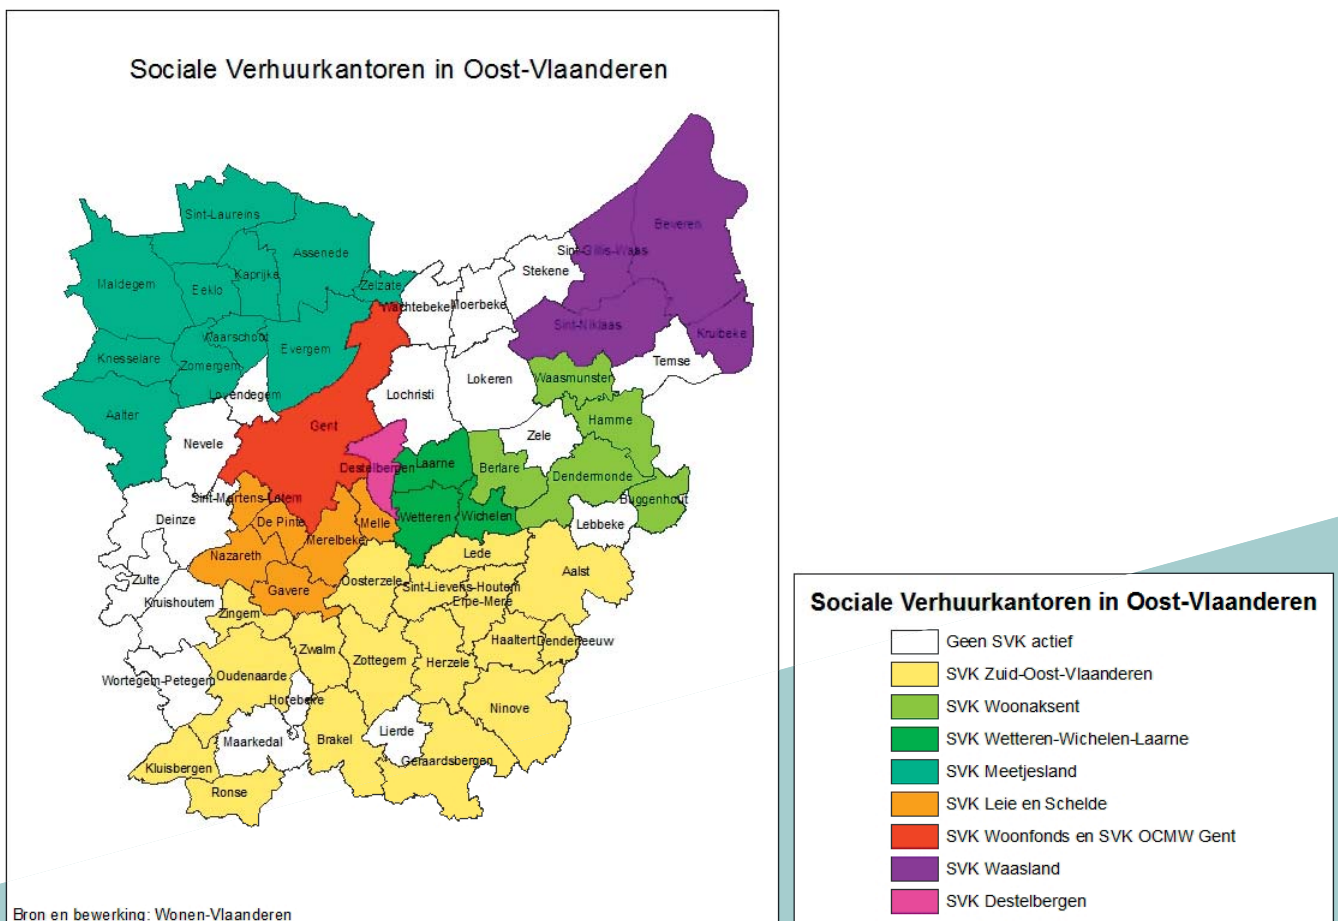 Sociale Verhuurkantoren in Oost-Vlaanderen
Sint-Laureins
Beveren
Assenede
Sint-Gillis-Waas
Stekene
Kaprijke
Maldegem
Eeklo
Zelzate
Wachtebeke
Moerbeke
Sint-Niklaas
Kruibeke
Waarschoot
Evergem
Knesselare
Zomergem
Temse
Lokeren
Waasmunster
Lovendegem
Lochristi
Aalter
Hamme
Gent
Zele
Nevele
Destelbergen
Laarne
Berlare
Dendermonde
Sint-Martens-Latem
Buggenhout
Deinze
De Pinte
Melle
Wetteren
Wichelen
Lebbeke
Merelbeke
Nazareth
Lede
Aalst
Zulte
Oosterzele
Sint-Lievens-Houtem
Gavere
Kruishoutem
Erpe-Mere
Zingem
Haaltert
Denderleeuw
Zwalm
Zottegem
Herzele
Wortegem-Petegem
Oudenaarde
Horebeke
Ninove
Lierde
Maarkedal
Brakel
Geraardsbergen
Kluisbergen
Ronse
Bron en bewerking: Wonen-Vlaanderen
Sociale Verhuurkantoren in Oost-Vlaanderen
Geen SVK actief
SVK Zuid-Oost-Vlaanderen
SVK Woonaksent
SVK Wetteren-Wichelen-Laarne
SVK Meetjesland
SVK Leie en Schelde
SVK Woonfonds en SVK OCMW Gent
SVK Waasland
SVK Destelbergen